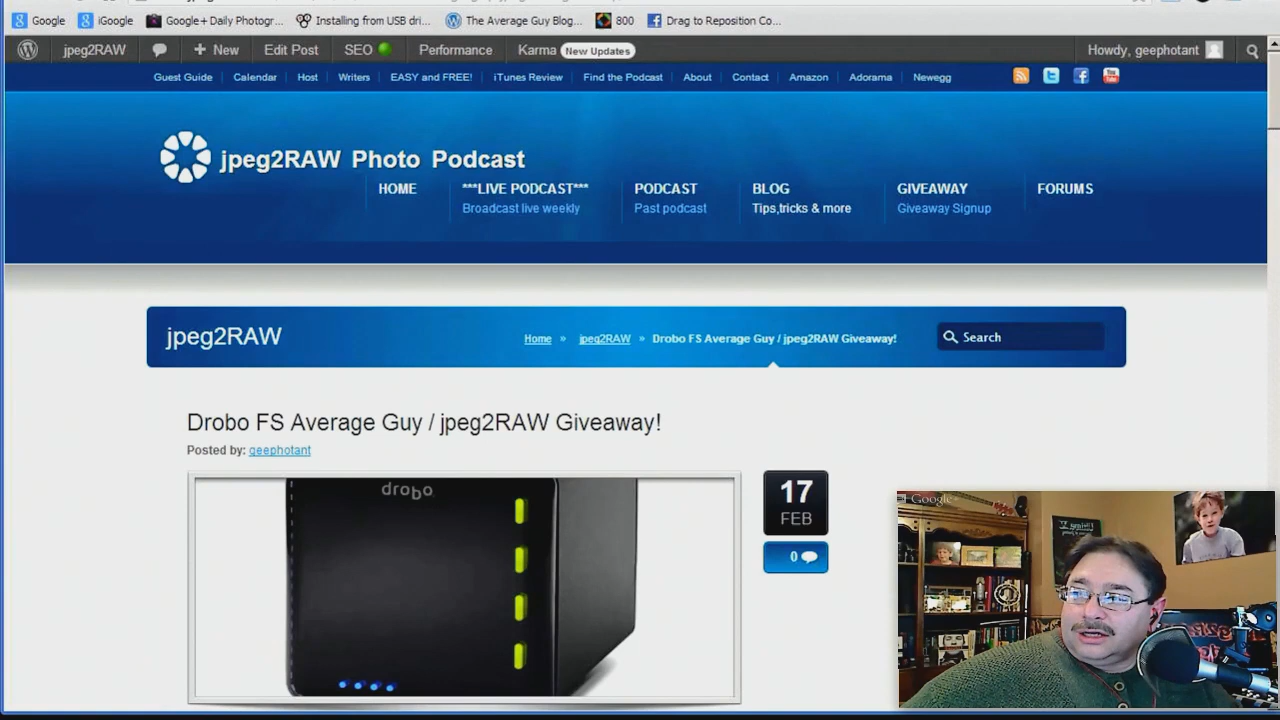 Google iGoogle Google+ Daily Photogr... Installing from USB dri... The Average Guy Blog... 800 Drag to Reposition Co...
jpeg2RAW + New Edit Post SEO Performance Karma New Updates Howdy, geephotant
Guest Guide Calendar Host Writers EASY and FREE! iTunes Review Find the Podcast About Contact Amazon Adorama Newegg You Tube
jpeg2RAW Photo Podcast
HOME ***LIVE PODCAST*** PODCAST BLOG GIVEAWAY FORUMS
Broadcast live weekly Past podcast Tips,tricks & more Giveaway Signup
jpeg2RAW Home » jpeg2RAW » Drobo FS Average Guy / jpeg2RAW Giveaway! Search
Drobo FS Average Guy / jpeg2RAW Giveaway!
Posted by: geephotant
drobo
17
FEB
0
Google+